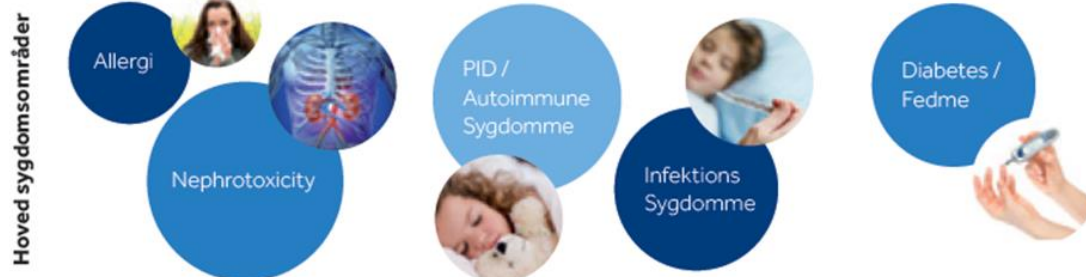 Hoved sygdomsområder
Allergi
Nephrotoxicity
PID /
Autoimmune
Sygdomme
Infektions
Sygdomme
Diabetes /
Fedme